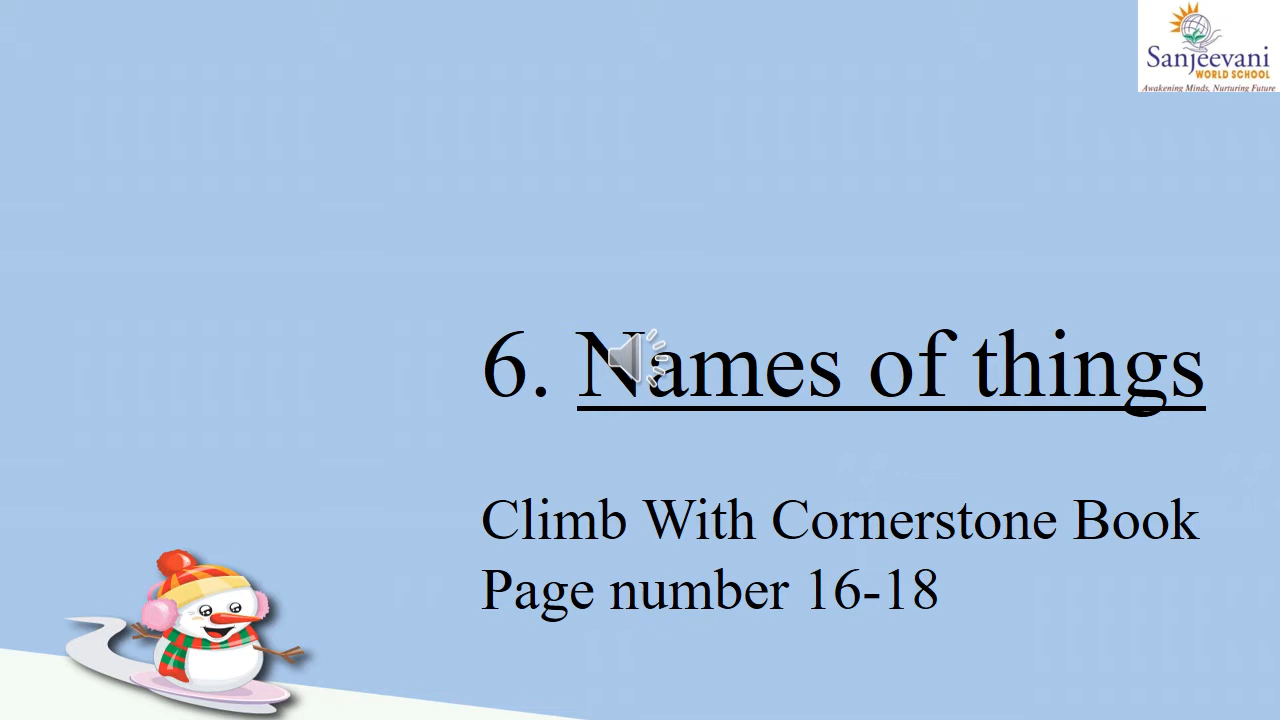 Sanjeevani
WORLD SCHOOL
Awakening Minds, Nurturing Future
6. Names of things
Climb With Cornerstone Book
Page number 16-18